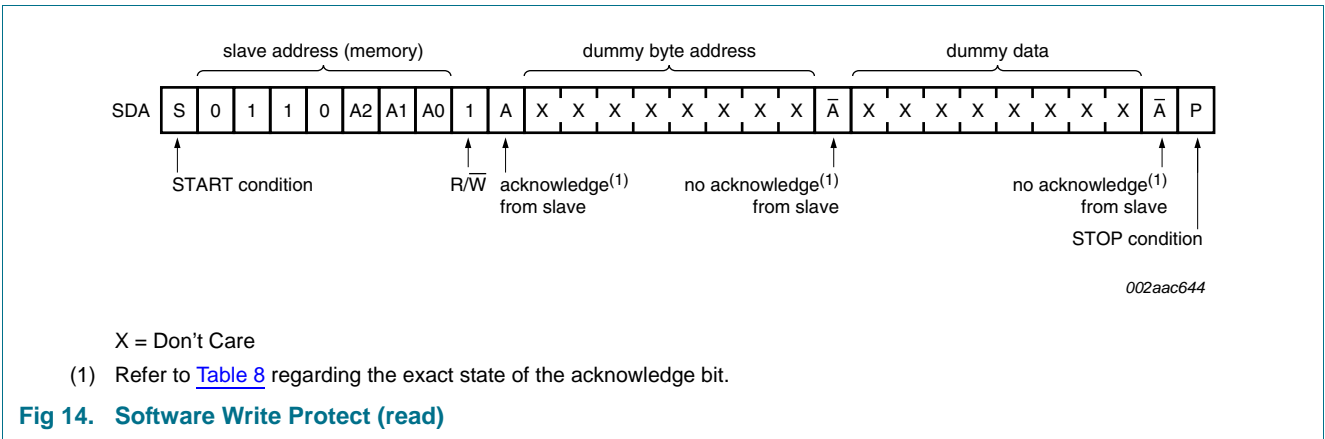 slave address (memory) dummy byte address dummy data
SDA S 0 1 1 0 A2 A1 A0 1 A X X X X X X X X A̅ X X X X X X X X A̅ P
START condition R/W̅ acknowledge(1) no acknowledge(1) no acknowledge(1)
from slave from slave from slave
STOP condition
002aac644
X = Don't Care
(1) Refer to Table 8 regarding the exact state of the acknowledge bit.
Fig 14. Software Write Protect (read)